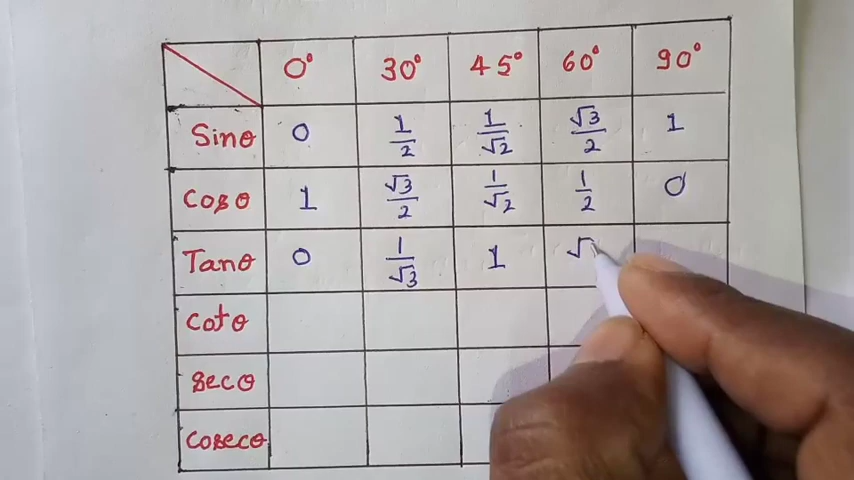 0° 30° 45° 60° 90°
Sinθ 0 1/2 1/√2 √3/2 1
Cosθ 1 √3/2 1/√2 1/2 0
Tanθ 0 1/√3 1 √
Cotθ
Secθ
Cosecθ